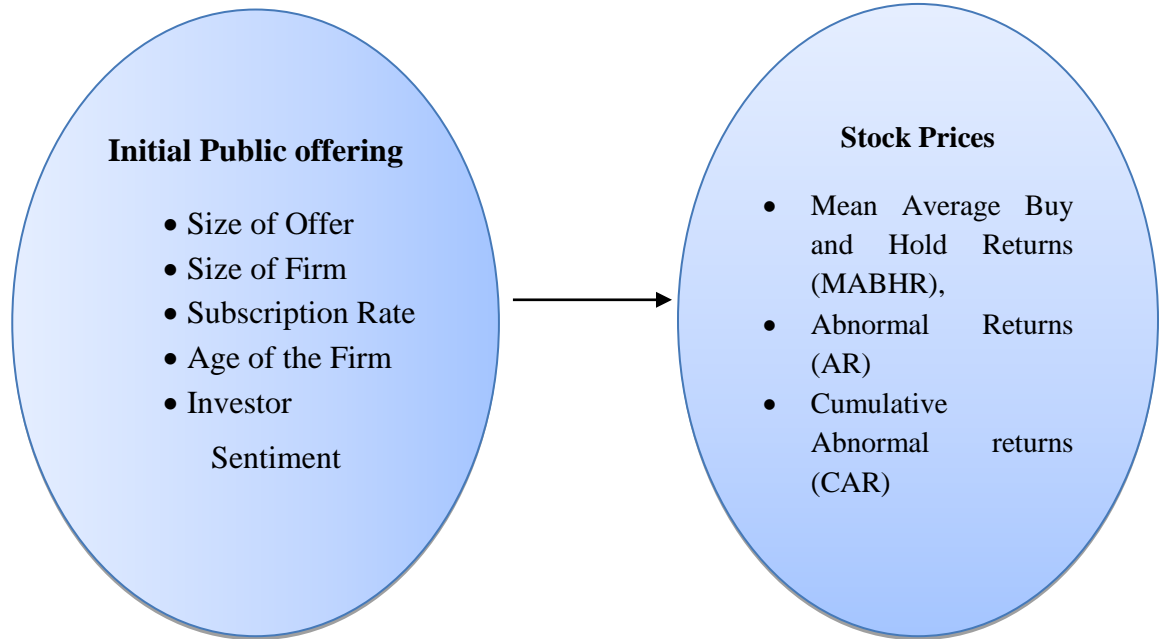 Initial Public offering
• Size of Offer
• Size of Firm
• Subscription Rate
• Age of the Firm
• Investor
Sentiment
Stock Prices
• Mean Average Buy
and Hold Returns
(MABHR),
• Abnormal Returns
(AR)
• Cumulative
Abnormal returns
(CAR)